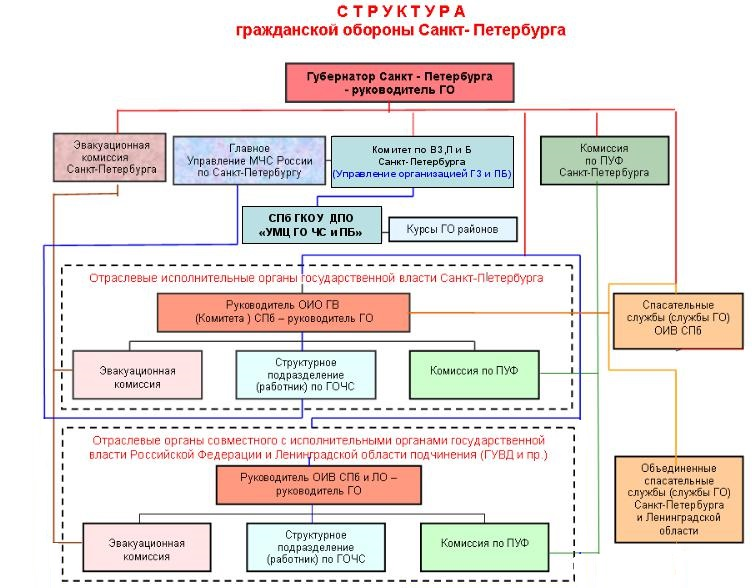 СТРУКТУРА
гражданской обороны Санкт- Петербурга
Губернатор Санкт - Петербурга
- руководитель ГО
Эвакуационная
комиссия
Санкт-Петербурга
Главное
Управление МЧС России
по Санкт-Петербургу
Комитет по ВЗ,П и Б
Санкт- Петербурга
(Управление организацией ГЗ и ПБ)
Комиссия
по ПУФ
Санкт-Петербурга
СПб ГКОУ ДПО
«УМЦ ГО ЧС и ПБ»
Курсы ГО районов
Отраслевые исполнительные органы государственной власти Санкт-Петербурга
Руководитель ОИО ГВ
(Комитета ) СПб – руководитель ГО
Спасательные
службы (службы ГО)
ОИВ СПб
Эвакуационная
комиссия
Структурное
подразделение
(работник) по ГОЧС
Комиссия по ПУФ
Отраслевые органы совместного с исполнительными органами государственной
власти Российской Федерации и Ленинградской области подчинения (ГУВД и пр.)
Руководитель ОИВ СПб и ЛО –
руководитель ГО
Объединенные
спасательные
службы (службы ГО)
Санкт-Петербурга
и Ленинградской
области
Эвакуационная
комиссия
Структурное
подразделение
(работник) по ГОЧС
Комиссия по ПУФ